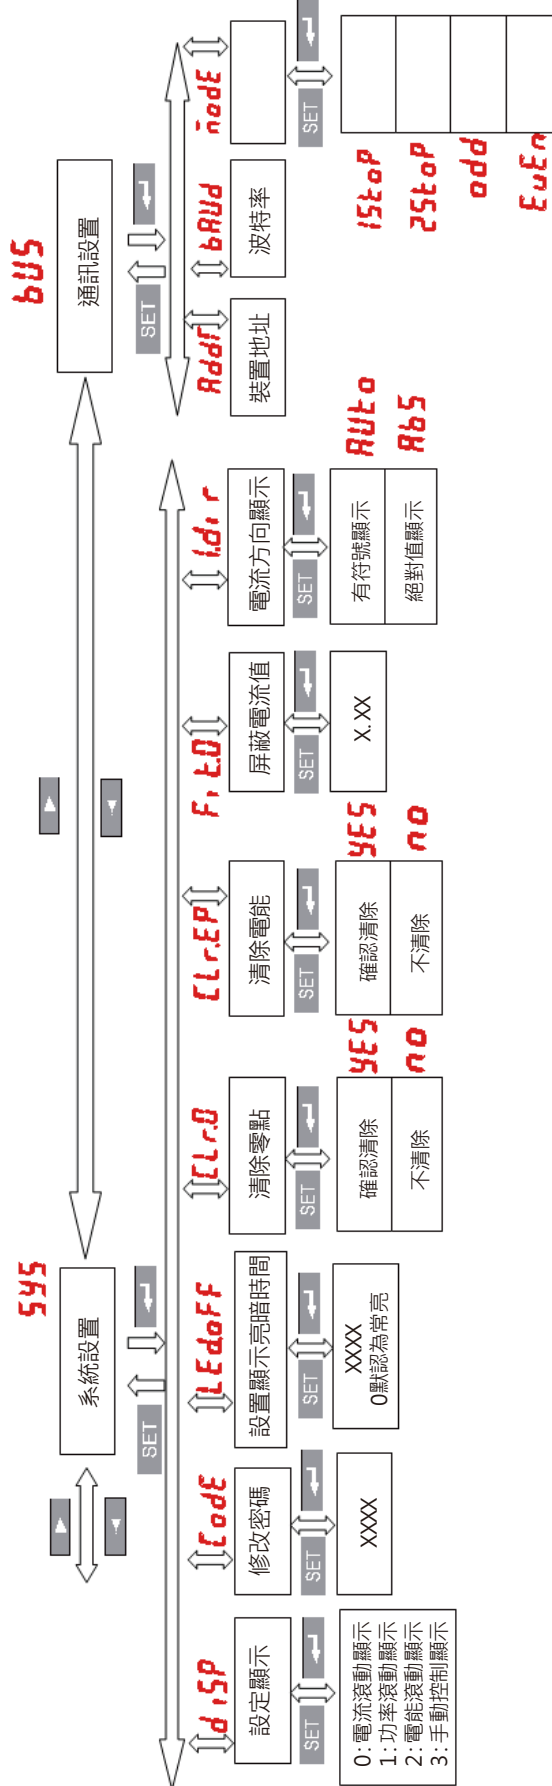 SYS
系統設置
SET
bUS
通訊設置
SET
diSP
設定顯示
SET
0: 電流滾動顯示
1: 功率滾動顯示
2: 電能滾動顯示
3: 手動控制顯示
CodE
修改密碼
SET
XXXX
LEd.oFF
設置顯示亮暗時間
SET
XXXX
0默認為常亮
CLr.0
清除零點
SET
確認清除
YES
不清除
no
CLr.EP
清除電能
SET
確認清除
YES
不清除
no
Fit.0
屏蔽電流值
SET
X.XX
I.dir
電流方向顯示
SET
有符號顯示
AUto
絕對值顯示
AbS
Addr
裝置地址
bAUd
波特率
modE
SET
1StoP
2StoP
odd
EvEn